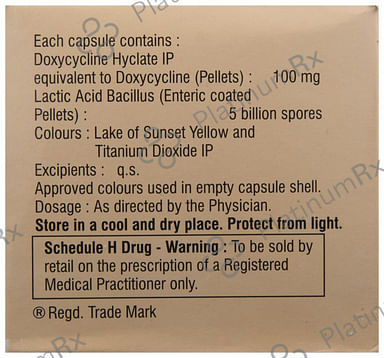 Each capsule contains :
Doxycycline Hyclate IP
equivalent to Doxycycline (Pellets) : 100 mg
Lactic Acid Bacillus (Enteric coated
Pellets) : 5 billion spores
Colours : Lake of Sunset Yellow and
Titanium Dioxide IP
Excipients : q.s.
Approved colours used in empty capsule shell.
Dosage : As directed by the Physician.
Store in a cool and dry place. Protect from light.
Schedule H Drug - Warning : To be sold by
retail on the prescription of a Registered
Medical Practitioner only.
® Regd. Trade Mark
PlatinumRx
PlatinumRx
PlatinumRx